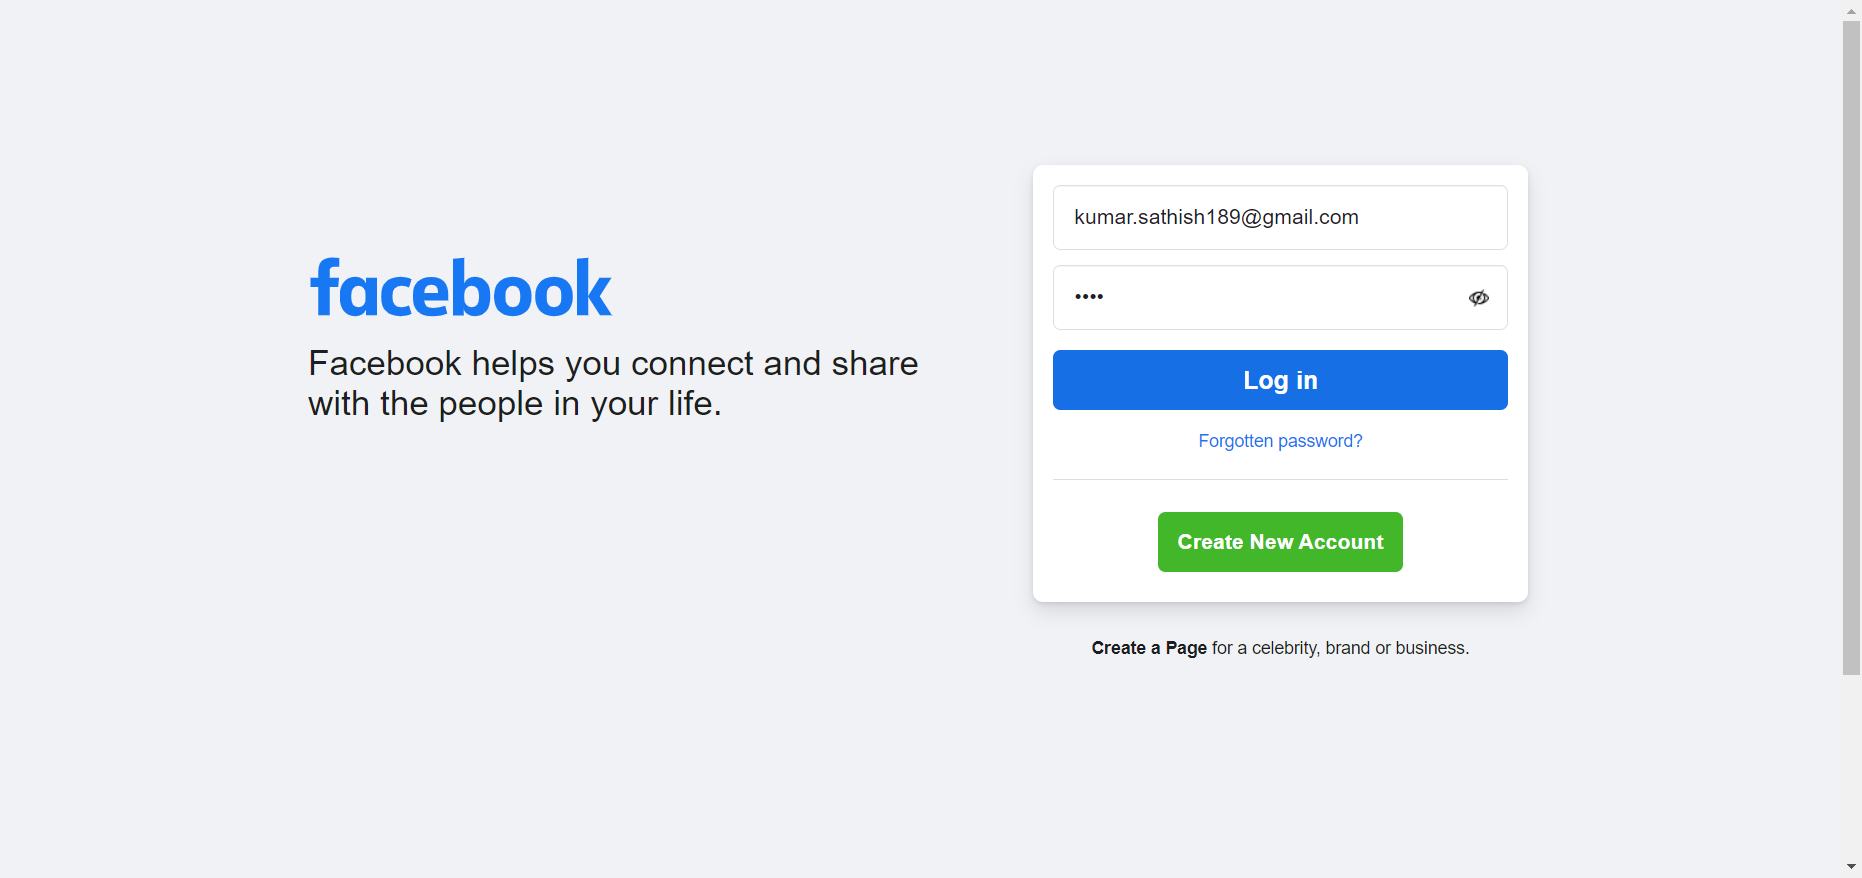 facebook
Facebook helps you connect and share
with the people in your life.
kumar.sathish189@gmail.com
••••
Log in
Forgotten password?
Create New Account
Create a Page for a celebrity, brand or business.